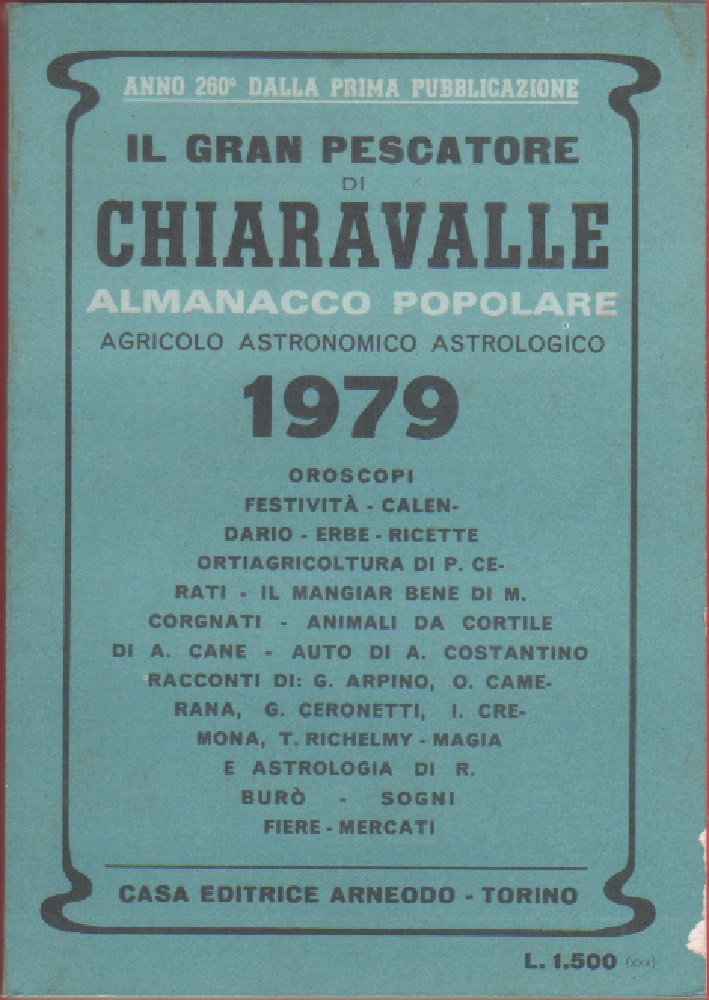 ANNO 260° DALLA PRIMA PUBBLICAZIONE
IL GRAN PESCATORE
DI
CHIARAVALLE
ALMANACCO POPOLARE
AGRICOLO ASTRONOMICO ASTROLOGICO
1979
OROSCOPI
FESTIVITÀ - CALEN-
DARIO - ERBE - RICETTE
ORTIAGRICOLTURA DI P. CE-
RATI - IL MANGIAR BENE DI M.
CORGNATI - ANIMALI DA CORTILE
DI A. CANE - AUTO DI A. COSTANTINO
RACCONTI DI: G. ARPINO, O. CAME-
RANA, G. CERONETTI, I. CRE-
MONA, T. RICHELMY - MAGIA
E ASTROLOGIA DI R.
BURÒ - SOGNI
FIERE - MERCATI
CASA EDITRICE ARNEODO - TORINO
L. 1.500 (xxx)